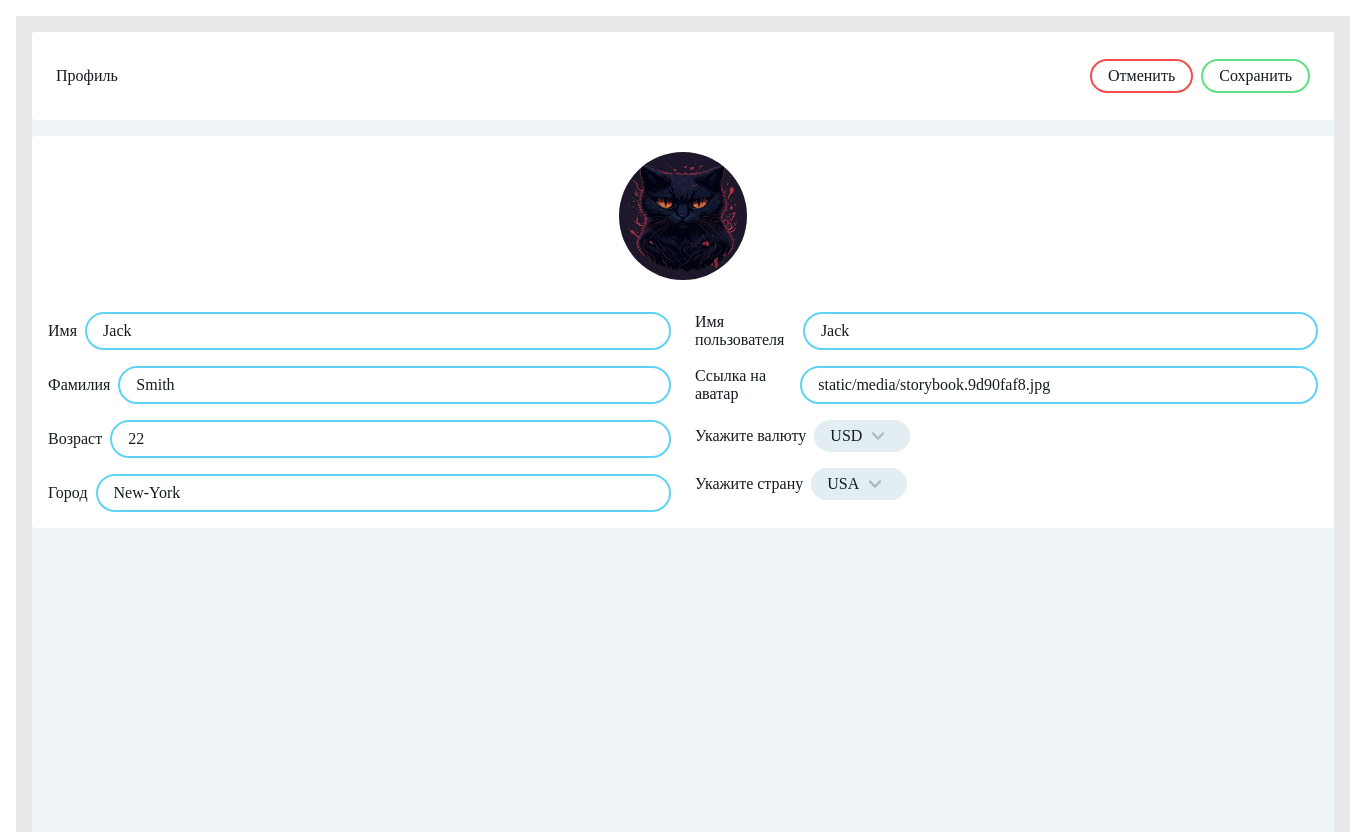 Профиль
Отменить
Сохранить
Имя
Jack
Фамилия
Smith
Возраст
22
Город
New-York
Имя
пользователя
Jack
Ссылка на
аватар
static/media/storybook.9d90faf8.jpg
Укажите валюту
USD
Укажите страну
USA